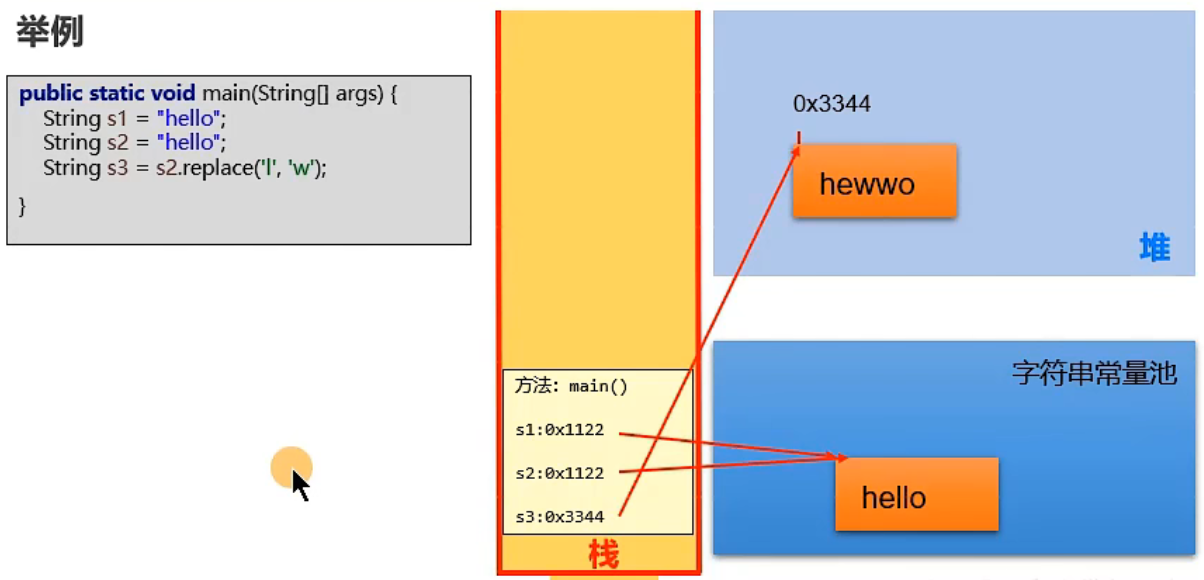 举例
public static void main(String[] args) {
String s1 = "hello";
String s2 = "hello";
String s3 = s2.replace('l', 'w');
}
方法: main()
s1:0x1122
s2:0x1122
s3:0x3344
栈
0x3344
hewwo
堆
字符串常量池
hello